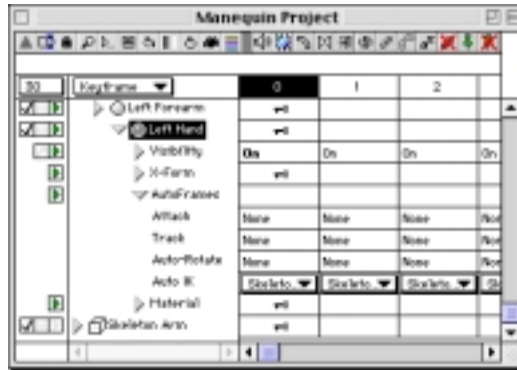 Manequin Project
30 Keyframe 0 1 2
Left Forearm
Left Hand
Visibility On On On On
X-Form
AutoFrames
Attach None None None
Track None None None
Auto-Rotate None None None
Auto IK Skeleto.. Skeleto.. Skeleto..
Material
Skeleton Arm